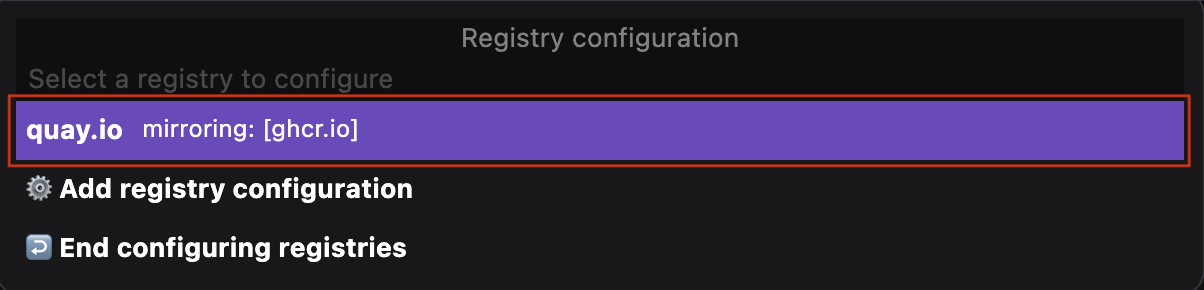 Registry configuration
Select a registry to configure
quay.io mirroring: [ghcr.io]
Add registry configuration
End configuring registries